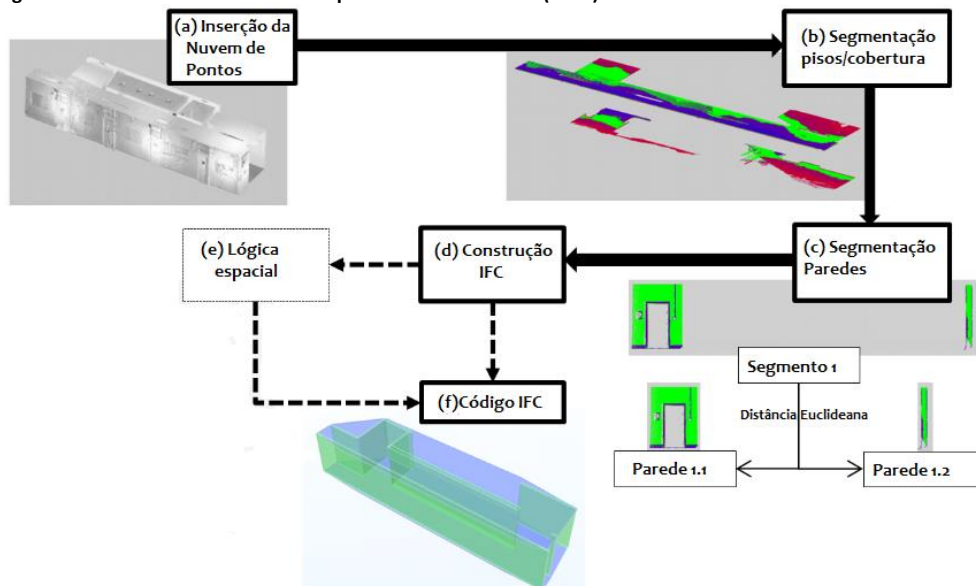 (a) Inserção da
Nuvem de
Pontos
(b) Segmentação
pisos/cobertura
(c) Segmentação
Paredes
(d) Construção
IFC
(e) Lógica
espacial
(f)Código IFC
Segmento 1
Distância Euclideana
Parede 1.1
Parede 1.2